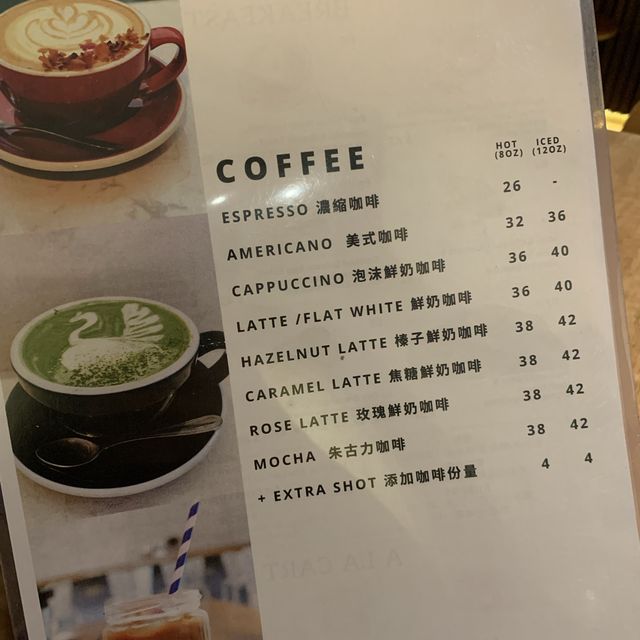 COFFEE HOT (8OZ) ICED (12OZ)
ESPRESSO 濃縮咖啡 26 -
AMERICANO 美式咖啡 32 36
CAPPUCCINO 泡沫鮮奶咖啡 36 40
LATTE /FLAT WHITE 鮮奶咖啡 36 40
HAZELNUT LATTE 榛子鮮奶咖啡 38 42
CARAMEL LATTE 焦糖鮮奶咖啡 38 42
ROSE LATTE 玫瑰鮮奶咖啡 38 42
MOCHA 朱古力咖啡 38 42
+ EXTRA SHOT 添加咖啡份量 4 4